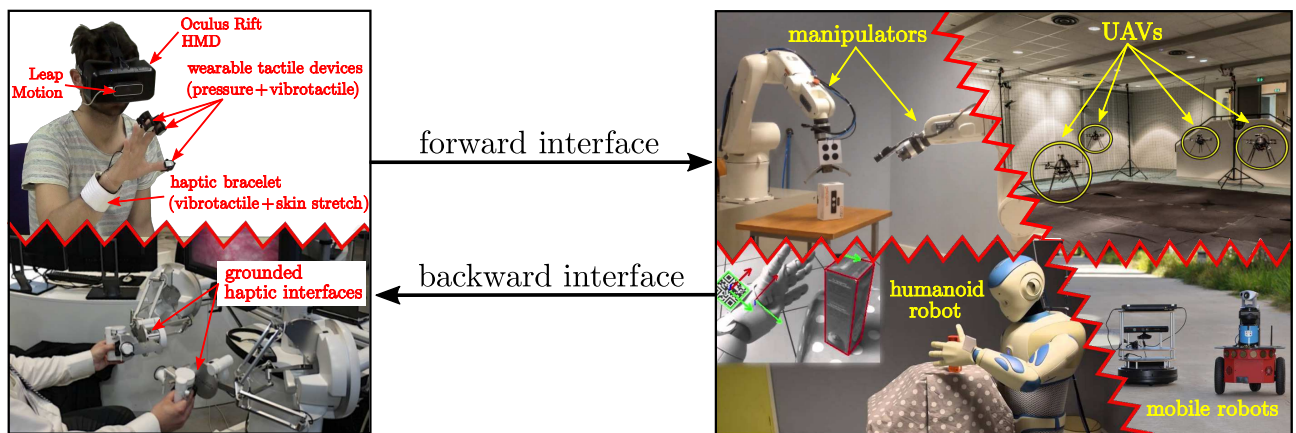 Oculus Rift
HMD
Leap
Motion
wearable tactile devices
(pressure+vibrotactile)
haptic bracelet
(vibrotactile+skin stretch)
grounded
haptic interfaces
forward interface
backward interface
manipulators
UAVs
humanoid
robot
mobile robots